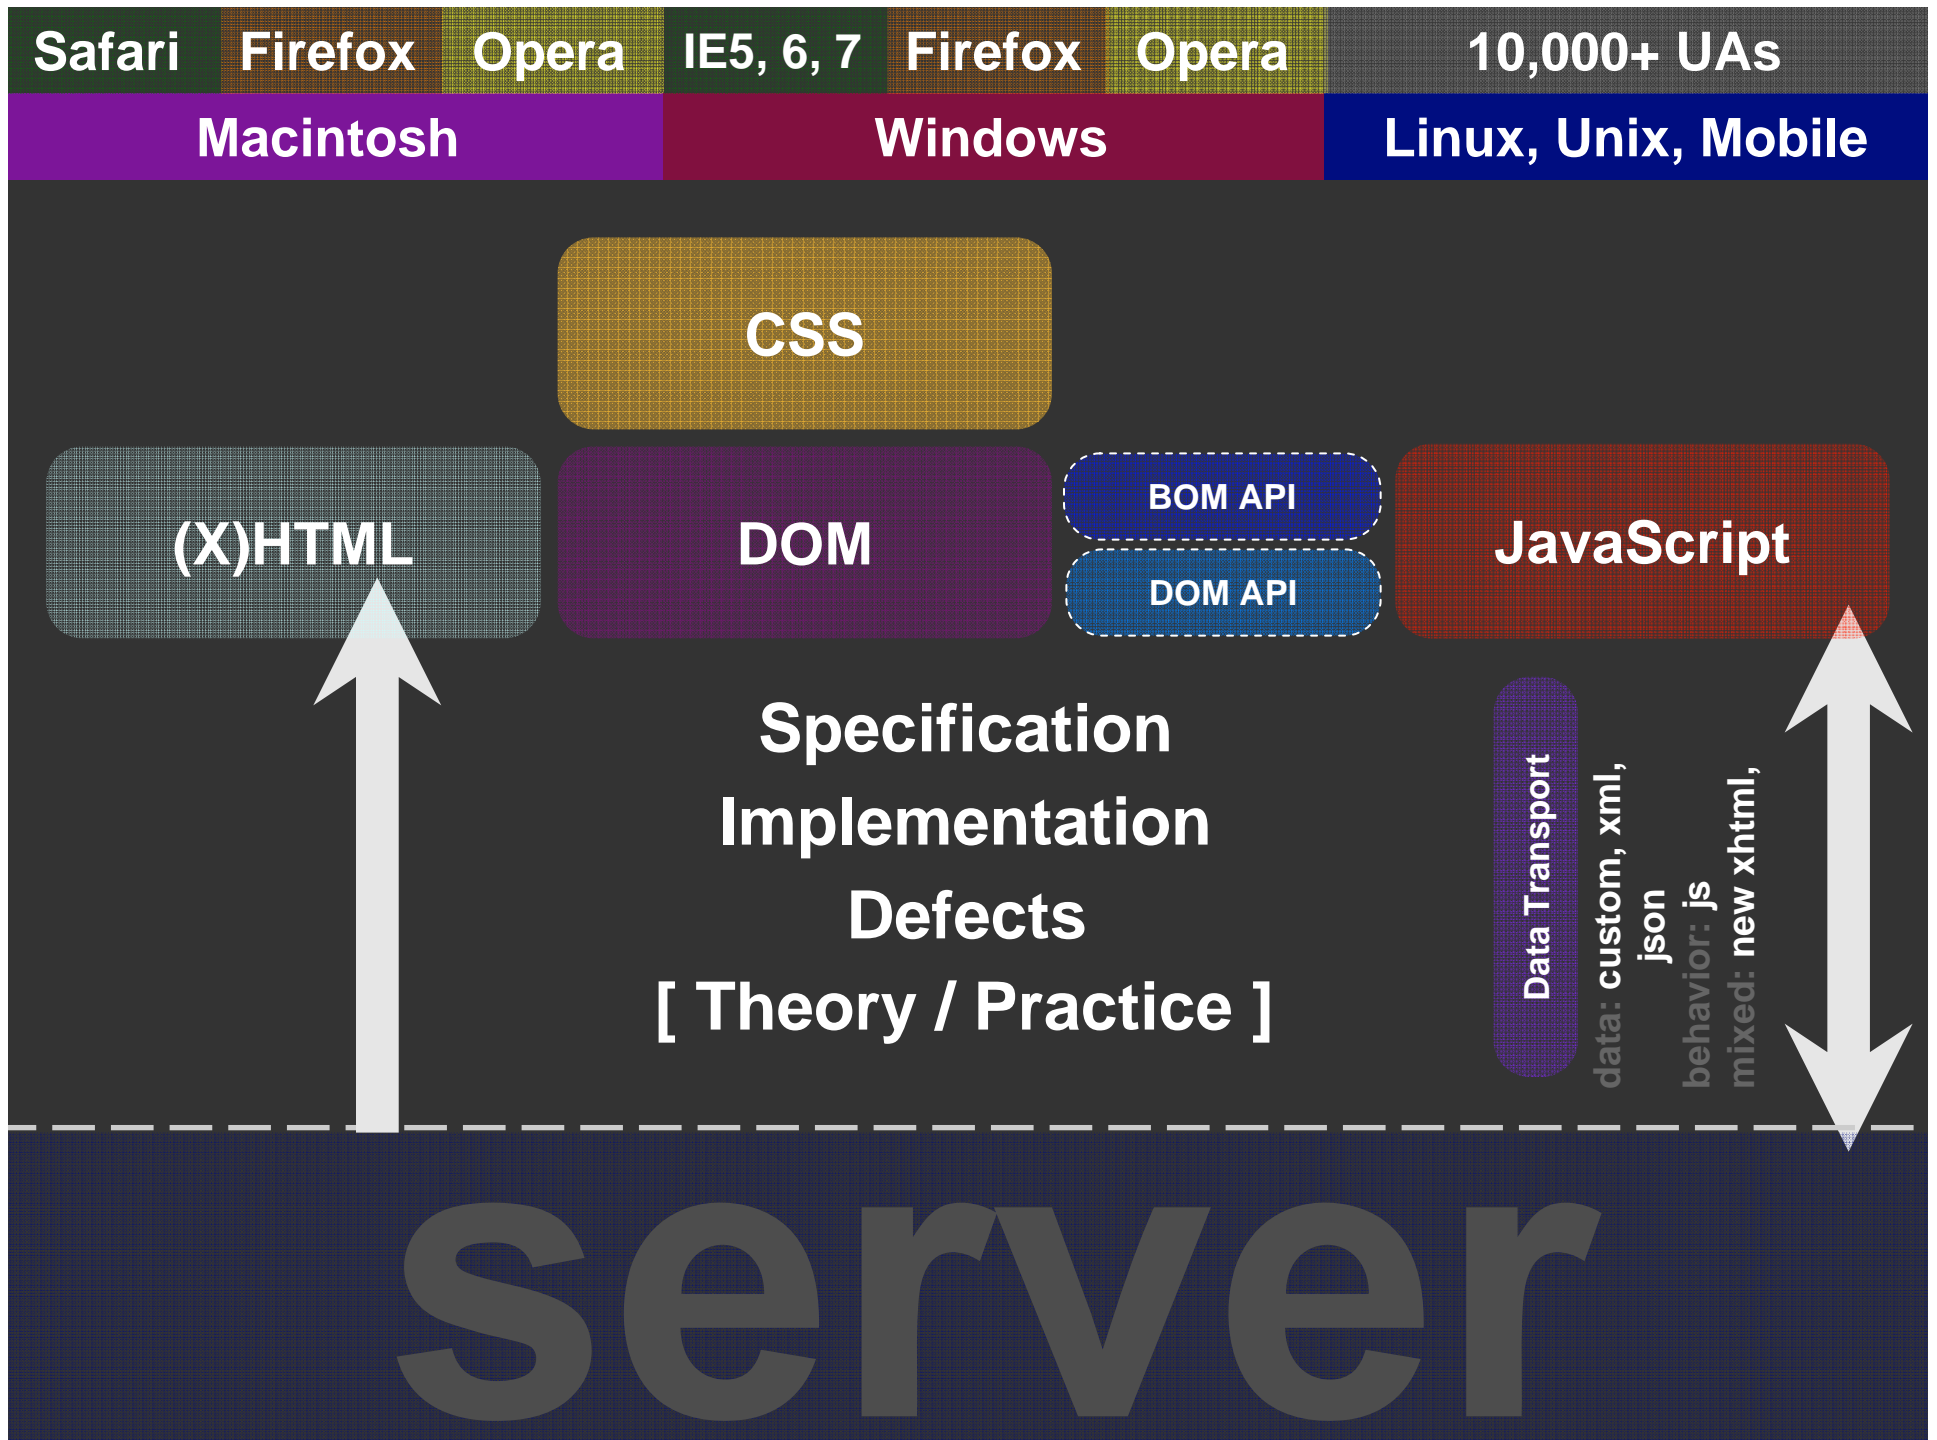 Safari Firefox Opera IE5, 6, 7 Firefox Opera 10,000+ UAs
Macintosh Windows Linux, Unix, Mobile
CSS
(X)HTML DOM BOM API JavaScript
DOM API
Specification
Implementation
Defects
[ Theory / Practice ]
Data Transport
data: custom, xml,
json
behavior: js
mixed: new xhtml,
server